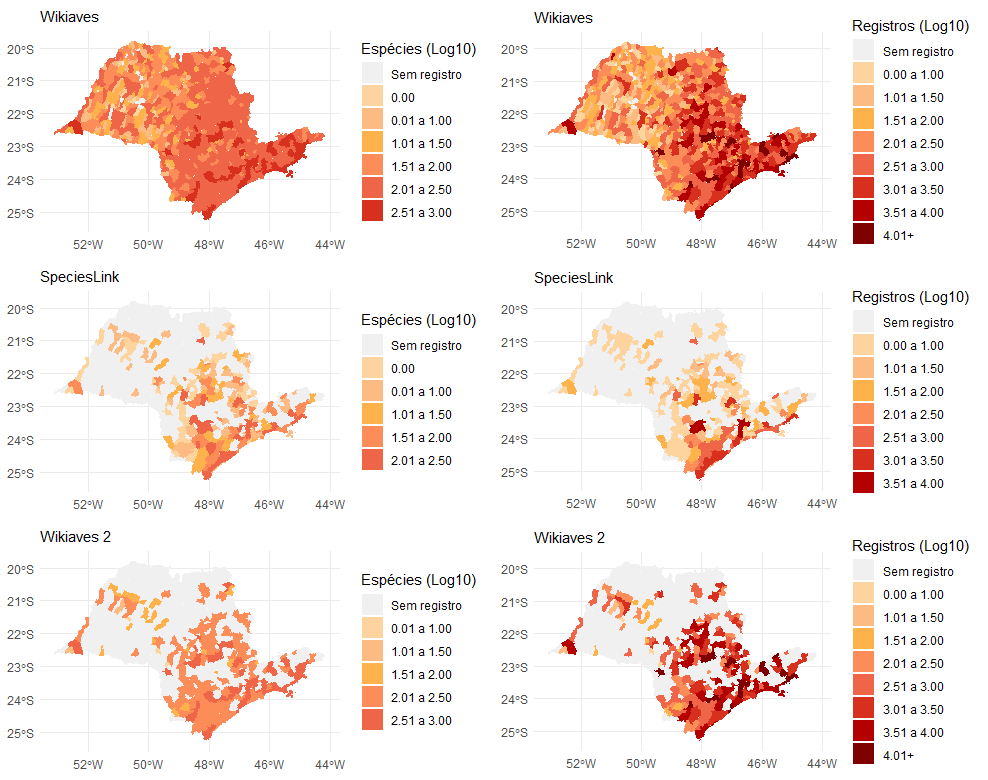 Wikiaves
20°S
21°S
22°S
23°S
24°S
25°S
52°W
50°W
48°W
46°W
44°W
Espécies (Log10)
Sem registro
0.00
0.01 a 1.00
1.01 a 1.50
1.51 a 2.00
2.01 a 2.50
2.51 a 3.00
Wikiaves
20°S
21°S
22°S
23°S
24°S
25°S
52°W
50°W
48°W
46°W
44°W
Registros (Log10)
Sem registro
0.00 a 1.00
1.01 a 1.50
1.51 a 2.00
2.01 a 2.50
2.51 a 3.00
3.01 a 3.50
3.51 a 4.00
4.01+
SpeciesLink
20°S
21°S
22°S
23°S
24°S
25°S
52°W
50°W
48°W
46°W
44°W
Espécies (Log10)
Sem registro
0.00
0.01 a 1.00
1.01 a 1.50
1.51 a 2.00
2.01 a 2.50
SpeciesLink
20°S
21°S
22°S
23°S
24°S
25°S
52°W
50°W
48°W
46°W
44°W
Registros (Log10)
Sem registro
0.00 a 1.00
1.01 a 1.50
1.51 a 2.00
2.01 a 2.50
2.51 a 3.00
3.01 a 3.50
3.51 a 4.00
Wikiaves 2
20°S
21°S
22°S
23°S
24°S
25°S
52°W
50°W
48°W
46°W
44°W
Espécies (Log10)
Sem registro
0.01 a 1.00
1.01 a 1.50
1.51 a 2.00
2.01 a 2.50
2.51 a 3.00
Wikiaves 2
20°S
21°S
22°S
23°S
24°S
25°S
52°W
50°W
48°W
46°W
44°W
Registros (Log10)
Sem registro
0.00 a 1.00
1.01 a 1.50
1.51 a 2.00
2.01 a 2.50
2.51 a 3.00
3.01 a 3.50
3.51 a 4.00
4.01+